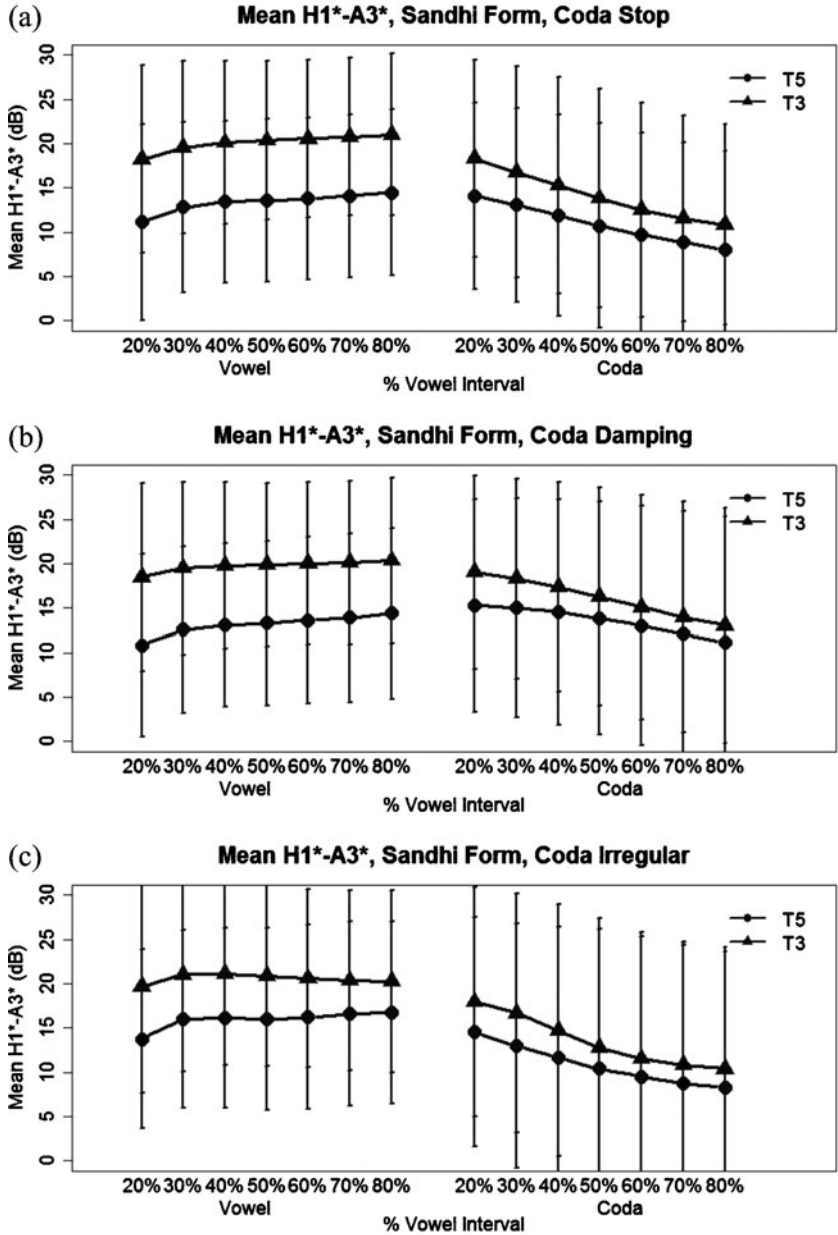 (a) Mean H1*-A3*, Sandhi Form, Coda Stop
Mean H1*-A3* (dB)
30
25
20
15
10
5
0
T5
T3
20% 30% 40% 50% 60% 70% 80% 20% 30% 40% 50% 60% 70% 80%
Vowel Coda
% Vowel Interval
(b) Mean H1*-A3*, Sandhi Form, Coda Damping
Mean H1*-A3* (dB)
30
25
20
15
10
5
0
T5
T3
20% 30% 40% 50% 60% 70% 80% 20% 30% 40% 50% 60% 70% 80%
Vowel Coda
% Vowel Interval
(c) Mean H1*-A3*, Sandhi Form, Coda Irregular
Mean H1*-A3* (dB)
30
25
20
15
10
5
0
T5
T3
20% 30% 40% 50% 60% 70% 80% 20% 30% 40% 50% 60% 70% 80%
Vowel Coda
% Vowel Interval